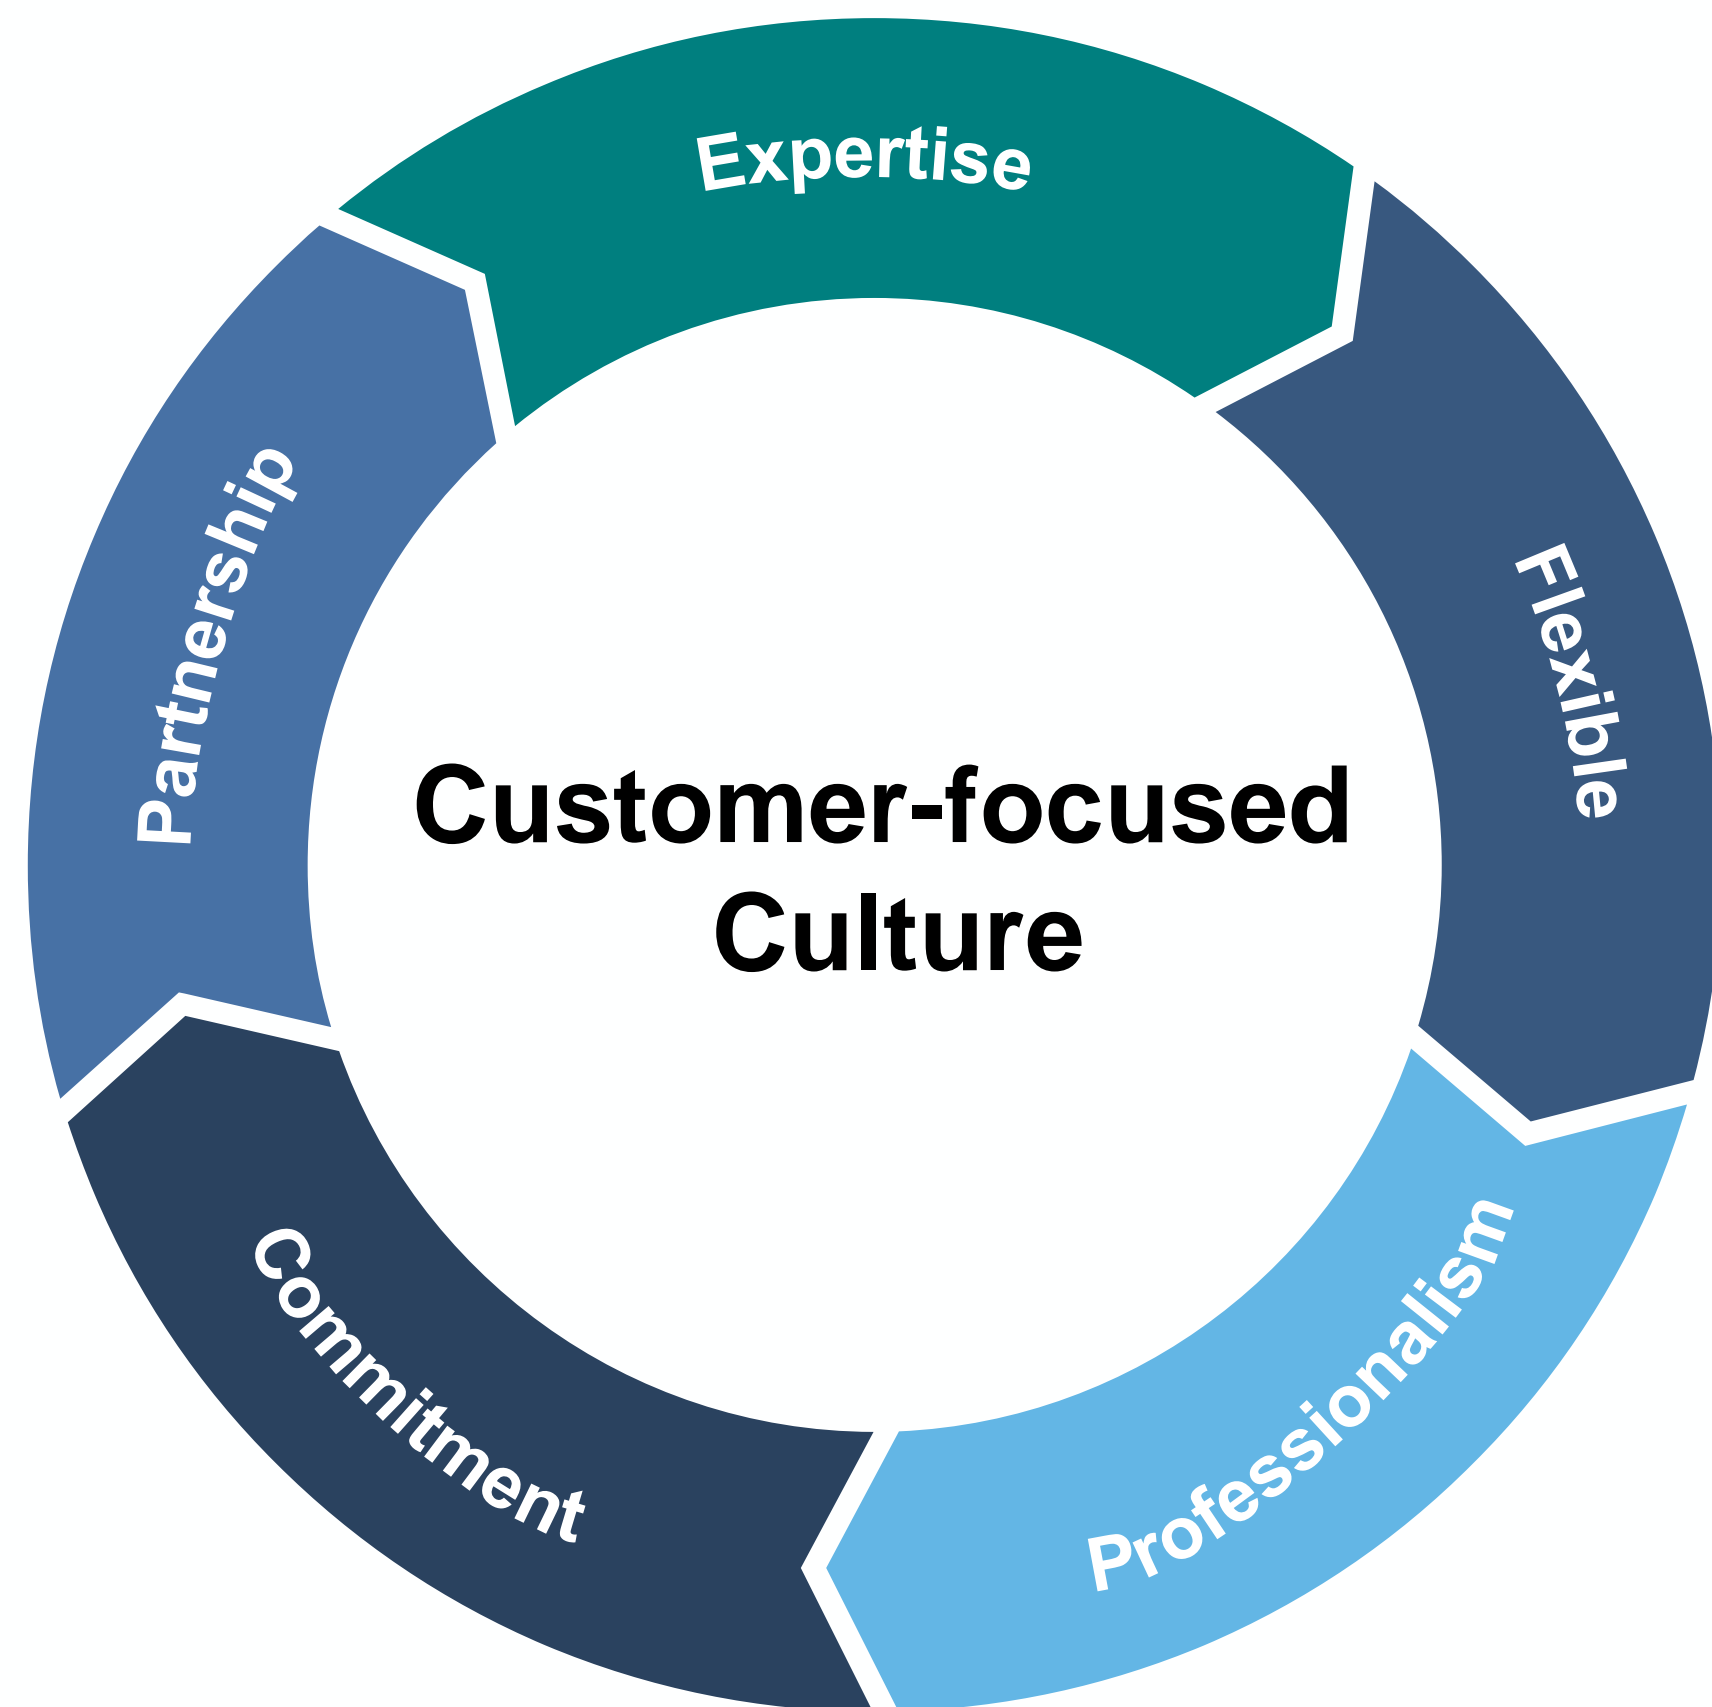 Expertise
Flexible
Professionalism
Commitment
Partnership
Customer-focused
Culture